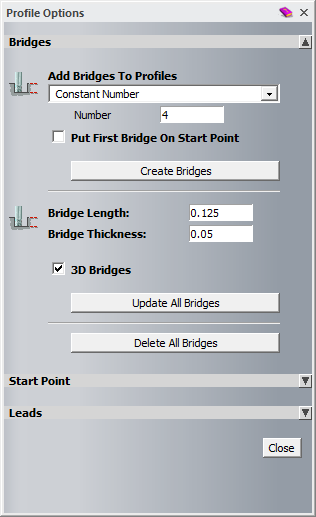 Profile Options
Bridges
Add Bridges To Profiles
Constant Number
Number 4
Put First Bridge On Start Point
Create Bridges
Bridge Length: 0.125
Bridge Thickness: 0.05
3D Bridges
Update All Bridges
Delete All Bridges
Start Point
Leads
Close